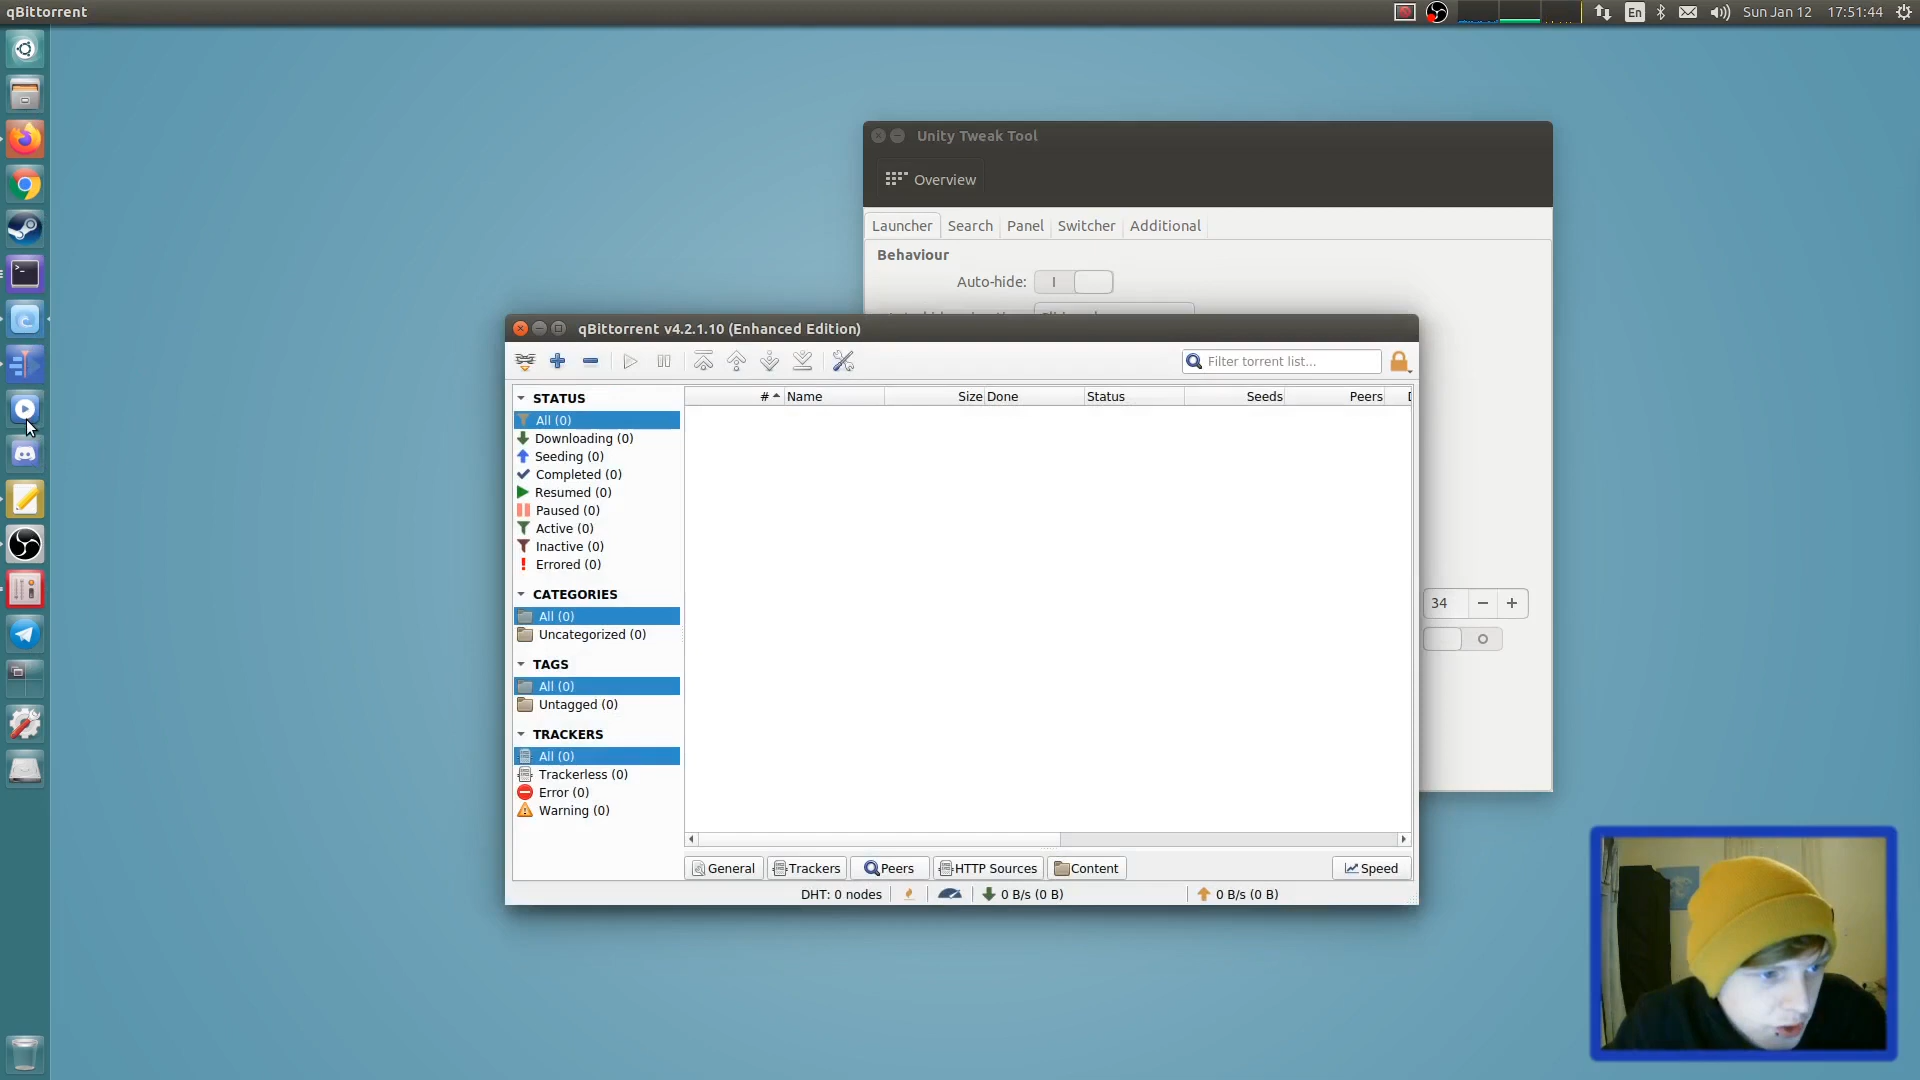 qBittorrent
En
Sun Jan 12 17:51:44
Unity Tweak Tool
Overview
Launcher Search Panel Switcher Additional
Behaviour
Auto-hide:
qBittorrent v4.2.1.10 (Enhanced Edition)
Filter torrent list...
# Name Size Done Status Seeds Peers
STATUS
All (0)
Downloading (0)
Seeding (0)
Completed (0)
Resumed (0)
Paused (0)
Active (0)
Inactive (0)
Errored (0)
CATEGORIES
All (0)
Uncategorized (0)
34
TAGS
All (0)
Untagged (0)
TRACKERS
All (0)
Trackerless (0)
Error (0)
Warning (0)
General Trackers Peers HTTP Sources Content Speed
DHT: 0 nodes 0 B/s (0 B) 0 B/s (0 B)